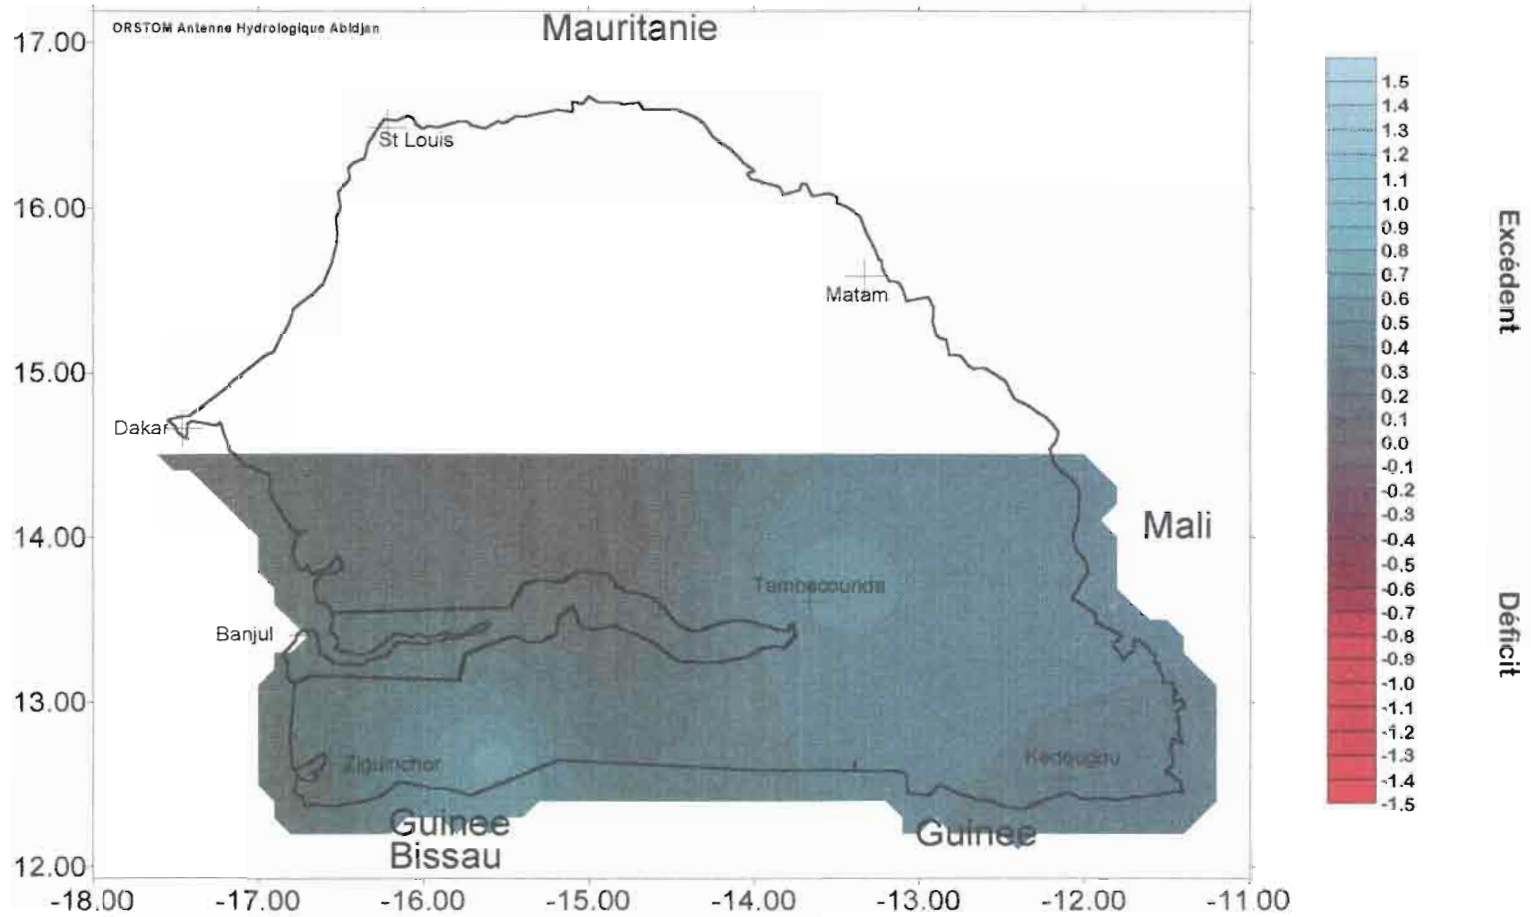 ORSTOM Antenne Hydrologique Abidjan
Mauritanie
17.00
16.00
15.00
14.00
13.00
12.00
St Louis
Matam
Dakar
Mali
Tambacounda
Banjul
Ziguinchor
Kedougou
Guinee
Bissau
Guinee
-18.00 -17.00 -16.00 -15.00 -14.00 -13.00 -12.00 -11.00
1.5
1.4
1.3
1.2
1.1
1.0
0.9
0.8
0.7
0.6
0.5
0.4
0.3
0.2
0.1
0.0
-0.1
-0.2
-0.3
-0.4
-0.5
-0.6
-0.7
-0.8
-0.9
-1.0
-1.1
-1.2
-1.3
-1.4
-1.5
Excédent
Déficit